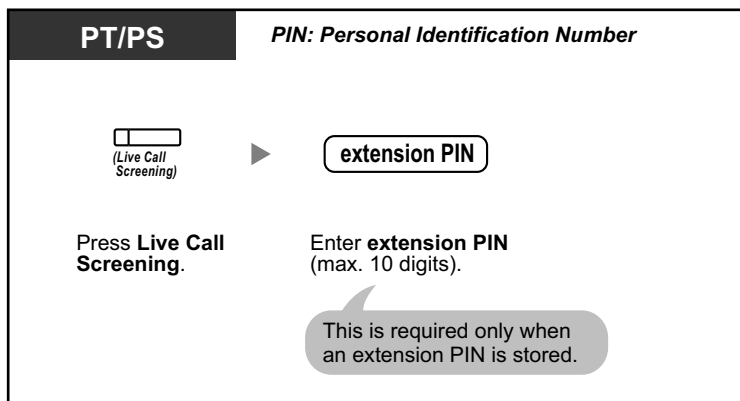 PT/PS
PIN: Personal Identification Number
(Live Call
Screening)
extension PIN
Press Live Call
Screening.
Enter extension PIN
(max. 10 digits).
This is required only when
an extension PIN is stored.